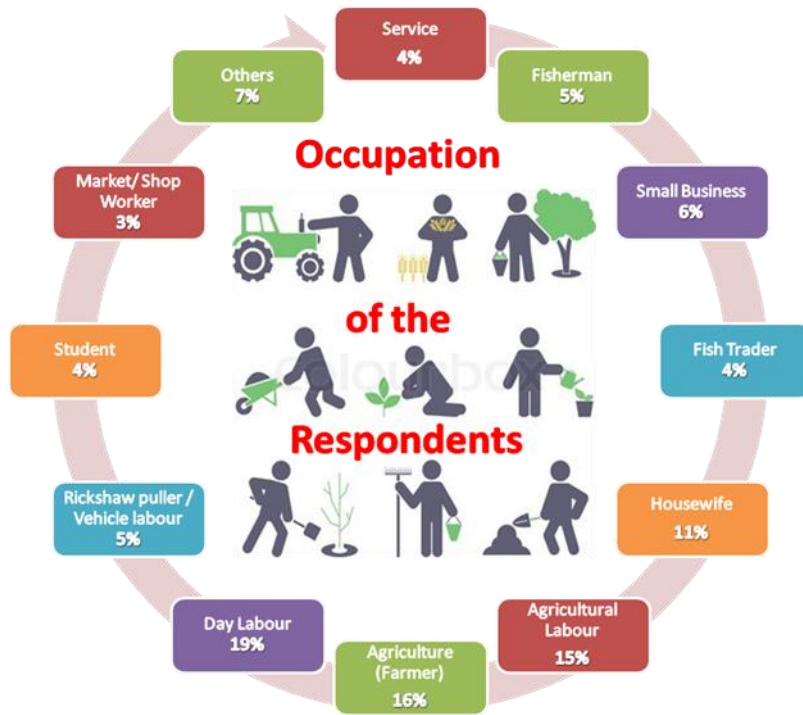 Service
4%
Fisherman
5%
Small Business
6%
Fish Trader
4%
Housewife
11%
Agricultural
Labour
15%
Agriculture
(Farmer)
16%
Day Labour
19%
Rickshaw puller /
Vehicle labour
5%
Student
4%
Market/ Shop
Worker
3%
Others
7%
Occupation
of the
colourbox
Respondents